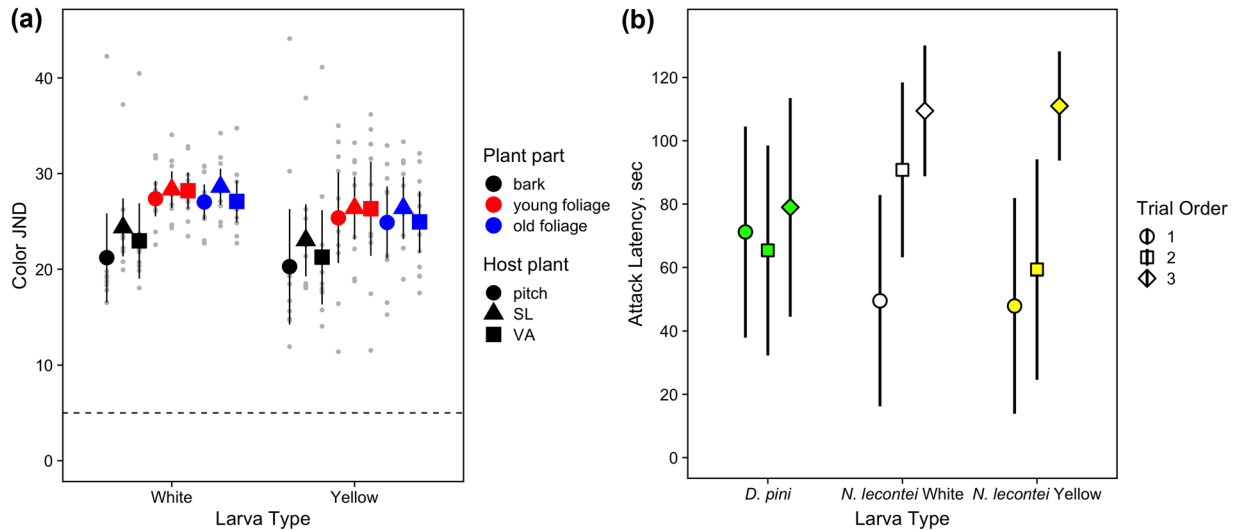 (a)
Color JND
40
30
20
10
0
White
Yellow
Larva Type
Plant part
bark
young foliage
old foliage
Host plant
pitch
SL
VA
(b)
Attack Latency, sec
120
100
80
60
40
20
0
D. pini
N. lecontei White
N. lecontei Yellow
Larva Type
Trial Order
1
2
3